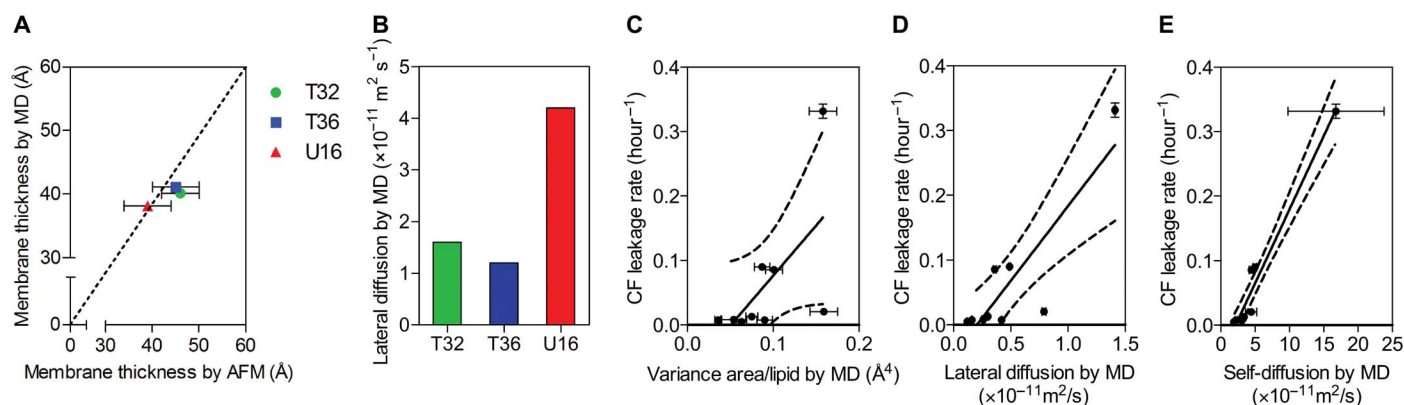 A
Membrane thickness by MD (Å)
60
50
40
30
0
0
30
40
50
60
Membrane thickness by AFM (Å)
T32
T36
U16
B
Lateral diffusion by MD (×10⁻¹¹ m² s⁻¹)
5
4
3
2
1
0
T32
T36
U16
C
CF leakage rate (hour⁻¹)
0.4
0.3
0.2
0.1
0.0
0.0
0.1
0.2
Variance area/lipid by MD (Å⁴)
D
CF leakage rate (hour⁻¹)
0.4
0.3
0.2
0.1
0.0
0.0
0.5
1.0
1.5
Lateral diffusion by MD
(×10⁻¹¹m²/s)
E
CF leakage rate (hour⁻¹)
0.4
0.3
0.2
0.1
0.0
0
5
10
15
20
25
Self-diffusion by MD
(×10⁻¹¹m²/s)